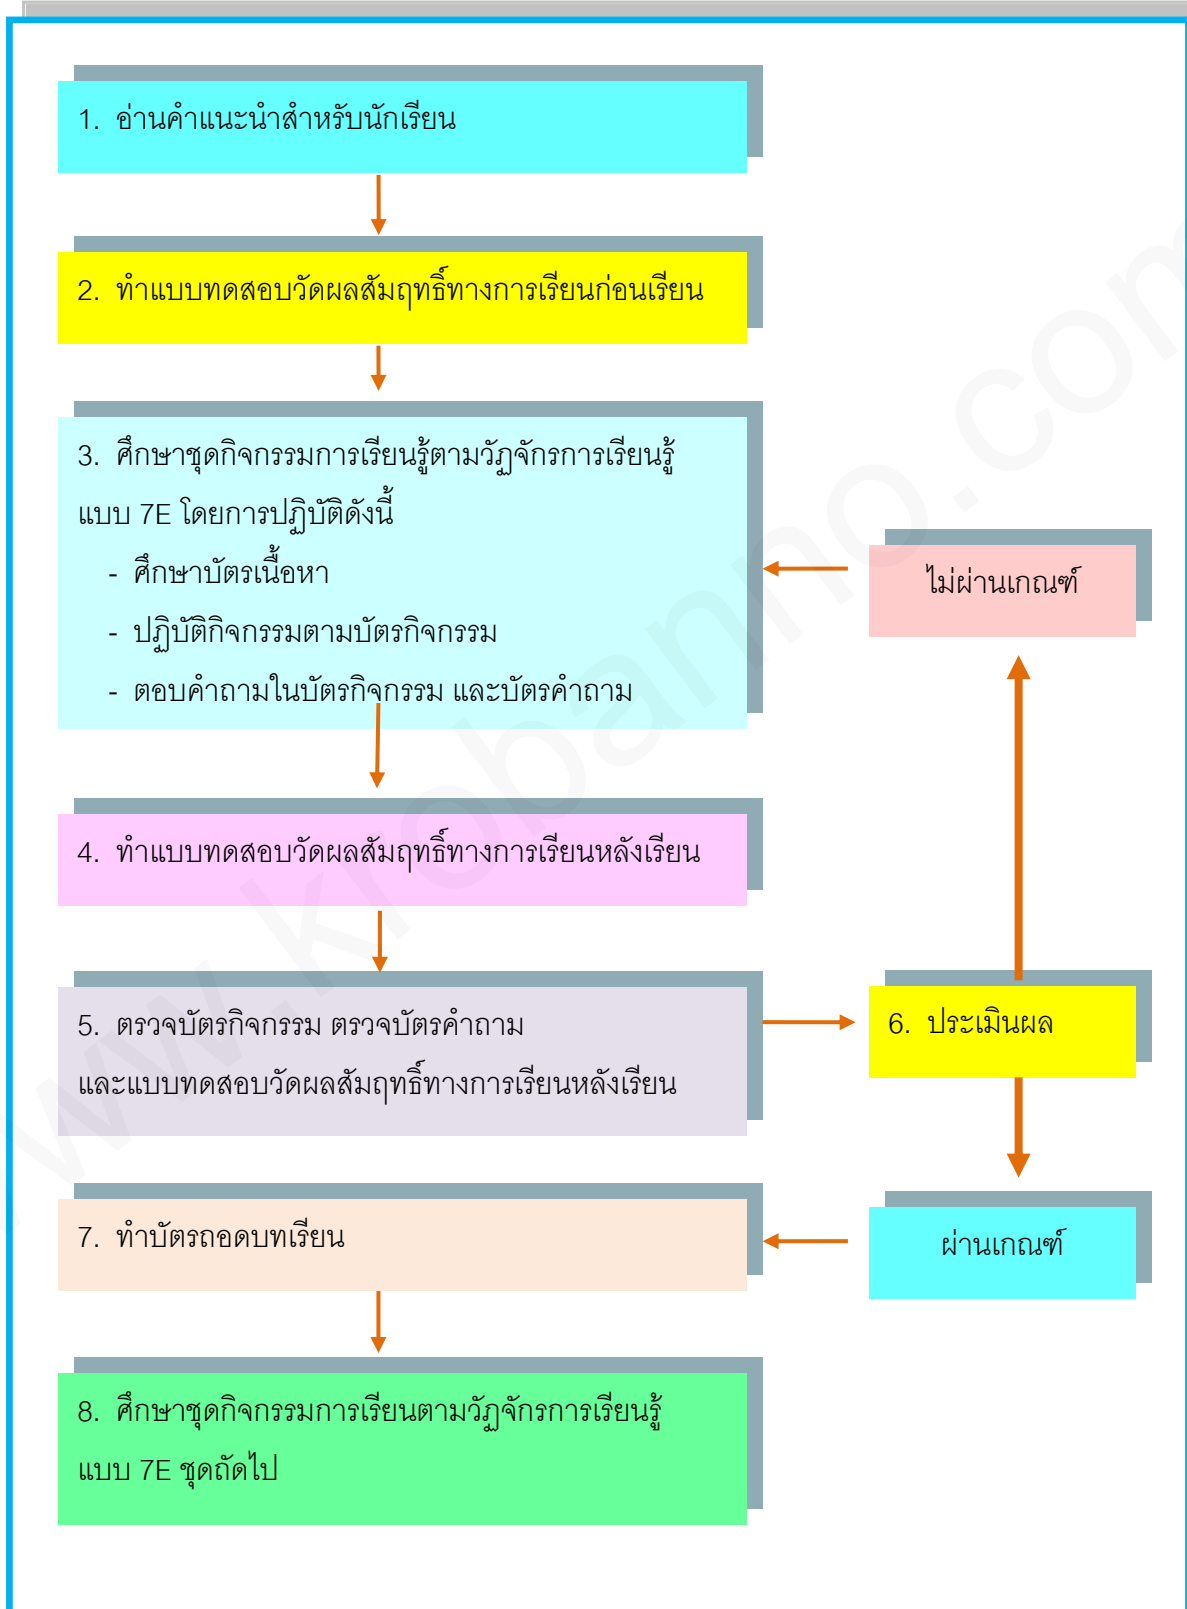 1. อ่านคำแนะนำสำหรับนักเรียน
2. ทำแบบทดสอบวัดผลสัมฤทธิ์ทางการเรียนก่อนเรียน
3. ศึกษาชุดกิจกรรมการเรียนรู้ตามวัฏจักรการเรียนรู้
แบบ 7E โดยการปฏิบัติดังนี้
- ศึกษาบัตรเนื้อหา
- ปฏิบัติกิจกรรมตามบัตรกิจกรรม
- ตอบคำถามในบัตรกิจกรรม และบัตรคำถาม
ไม่ผ่านเกณฑ์
4. ทำแบบทดสอบวัดผลสัมฤทธิ์ทางการเรียนหลังเรียน
5. ตรวจบัตรกิจกรรม ตรวจบัตรคำถาม
และแบบทดสอบวัดผลสัมฤทธิ์ทางการเรียนหลังเรียน
6. ประเมินผล
ผ่านเกณฑ์
7. ทำบัตรถอดบทเรียน
8. ศึกษาชุดกิจกรรมการเรียนตามวัฏจักรการเรียนรู้
แบบ 7E ชุดถัดไป
www.krobanno.com